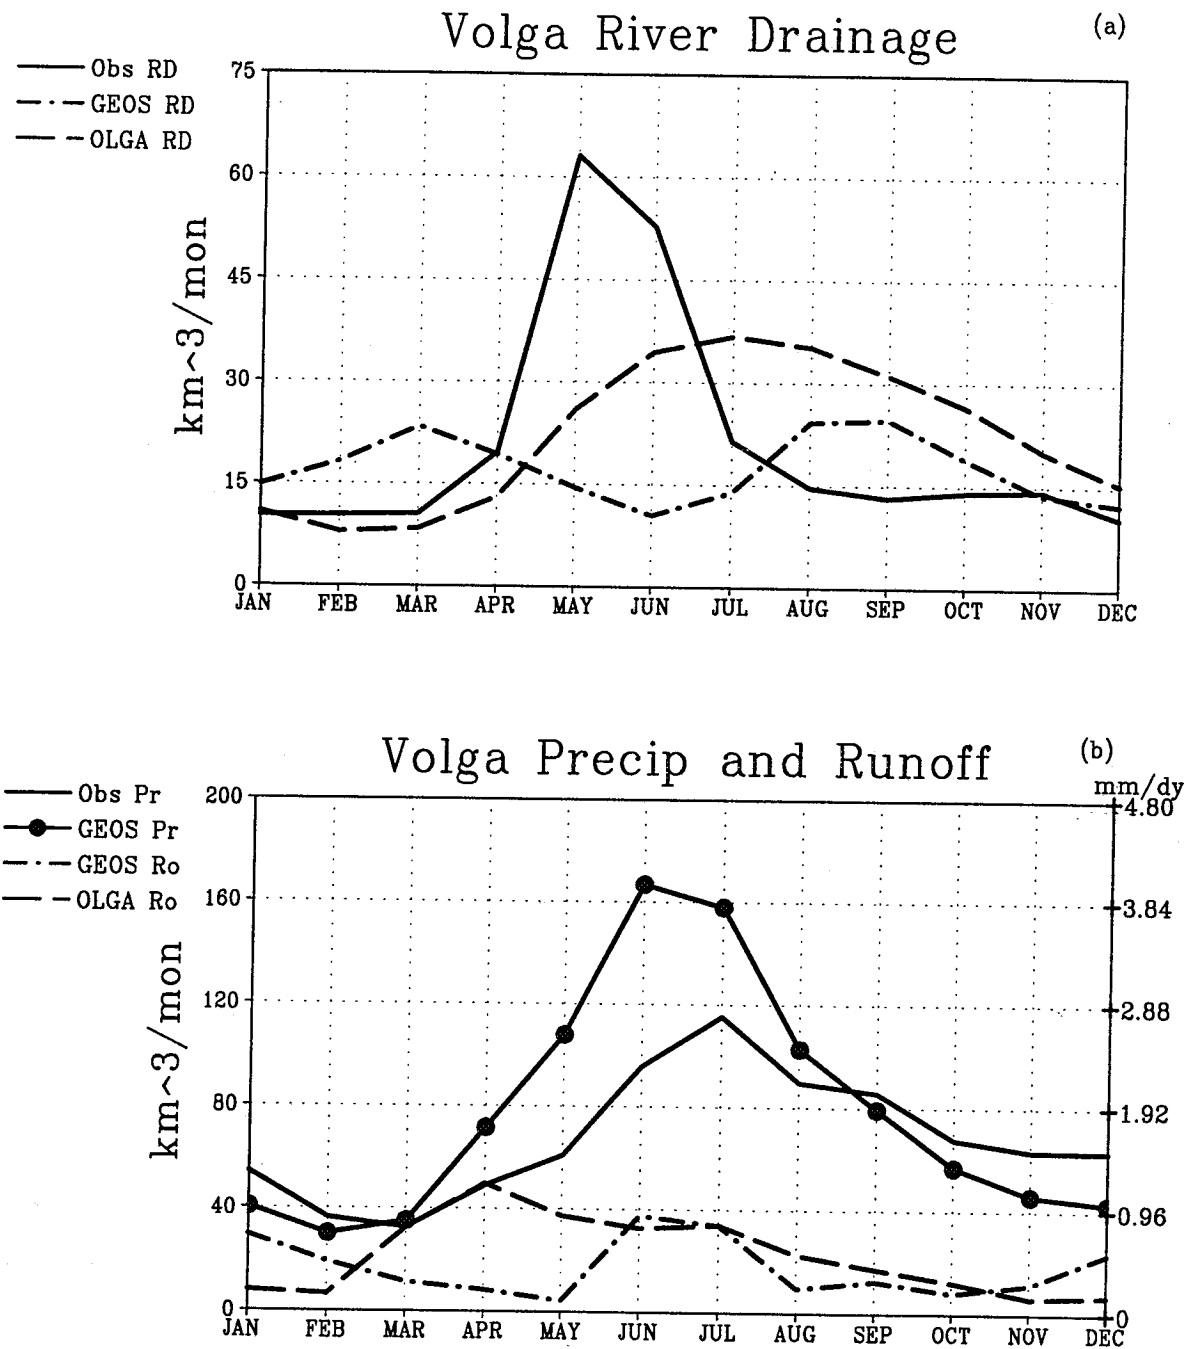 Volga River Drainage
(a)
Obs RD
GEOS RD
OLGA RD
km^3/mon
75
60
45
30
15
0
JAN FEB MAR APR MAY JUN JUL AUG SEP OCT NOV DEC
Volga Precip and Runoff
(b)
mm/dy
Obs Pr
GEOS Pr
GEOS Ro
OLGA Ro
km^3/mon
200
160
120
80
40
0
4.80
3.84
2.88
1.92
0.96
0
JAN FEB MAR APR MAY JUN JUL AUG SEP OCT NOV DEC